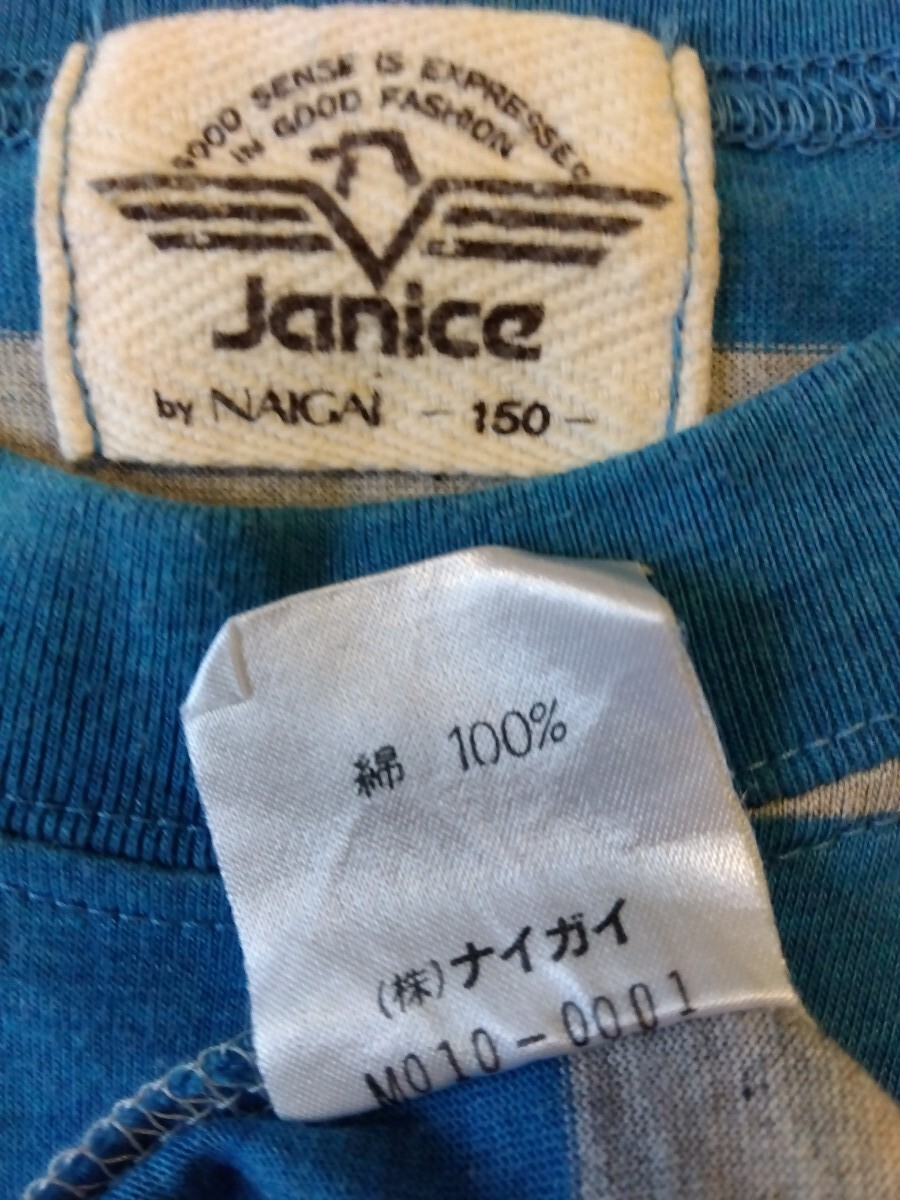 GOOD SENSE IS EXPRESSED
IN GOOD FASHION
Janice
by NAIGAI - 150 -
綿 100%
(株)ナイガイ
M010-0001